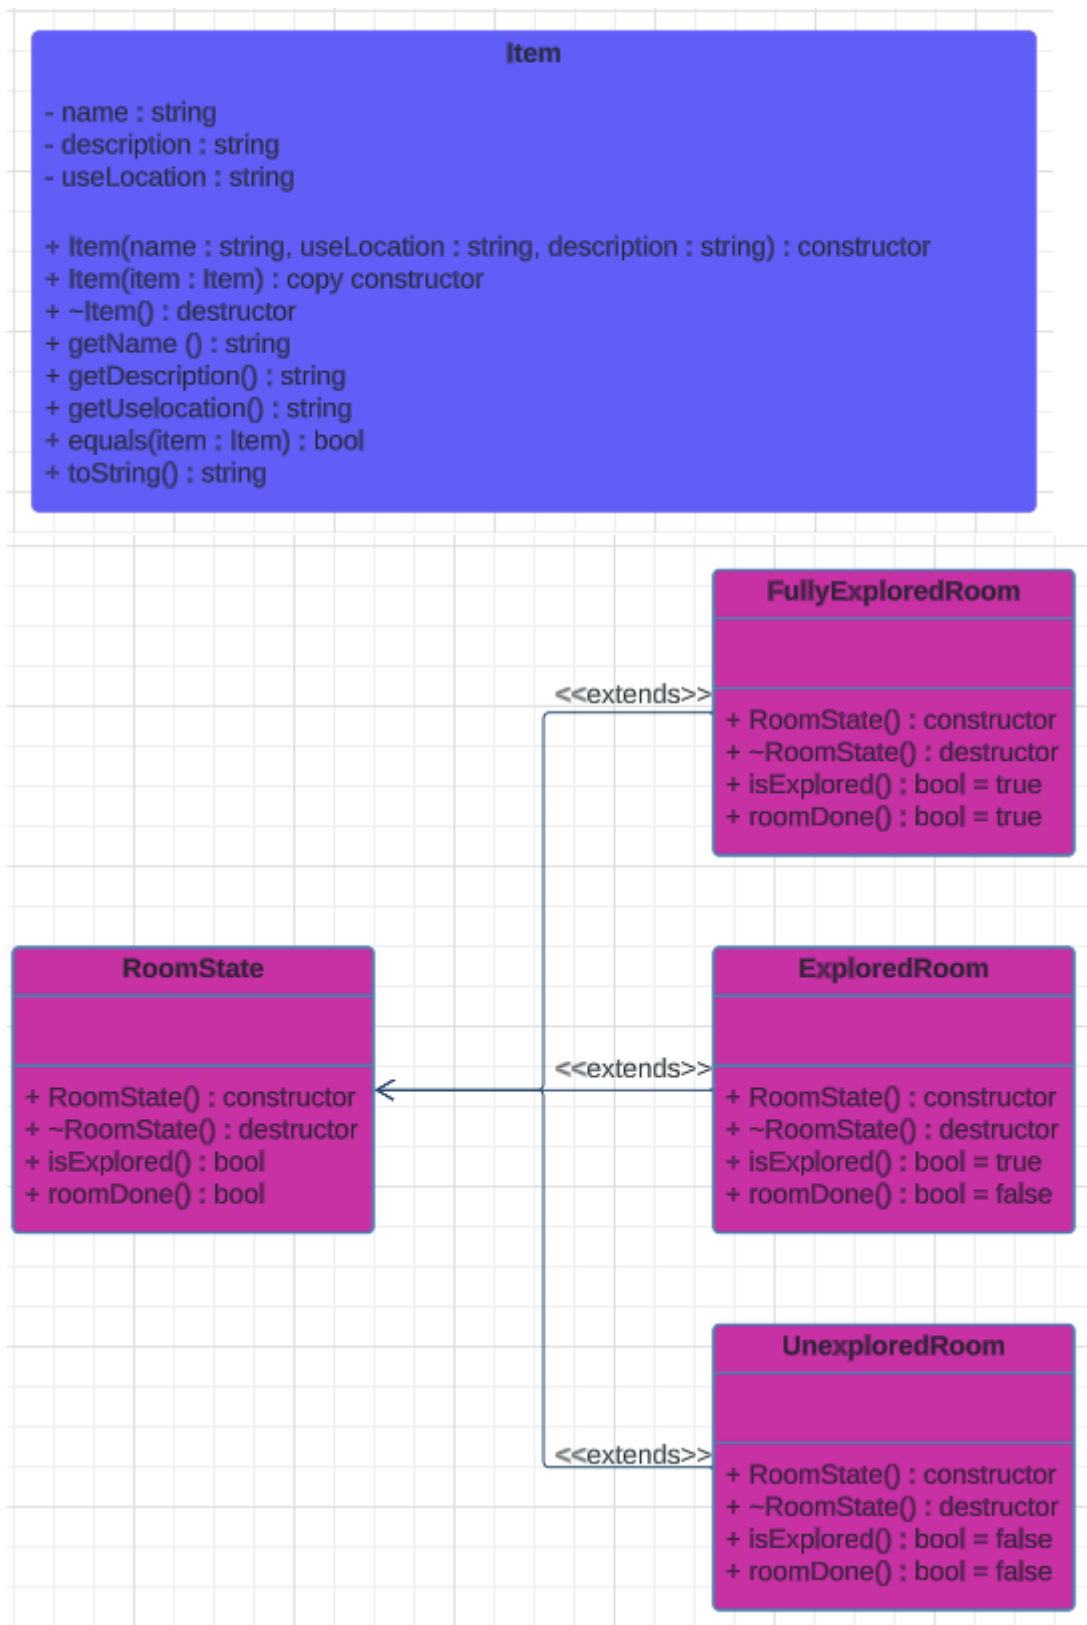 Item
- name : string
- description : string
- useLocation : string
+ Item(name : string, useLocation : string, description : string) : constructor
+ Item(item : Item) : copy constructor
+ ~Item() : destructor
+ getName () : string
+ getDescription() : string
+ getUselocation() : string
+ equals(item : Item) : bool
+ toString() : string
FullyExploredRoom
<<extends>>
+ RoomState() : constructor
+ ~RoomState() : destructor
+ isExplored() : bool = true
+ roomDone() : bool = true
RoomState
+ RoomState() : constructor
+ ~RoomState() : destructor
+ isExplored() : bool
+ roomDone() : bool
ExploredRoom
<<extends>>
+ RoomState() : constructor
+ ~RoomState() : destructor
+ isExplored() : bool = true
+ roomDone() : bool = false
UnexploredRoom
<<extends>>
+ RoomState() : constructor
+ ~RoomState() : destructor
+ isExplored() : bool = false
+ roomDone() : bool = false